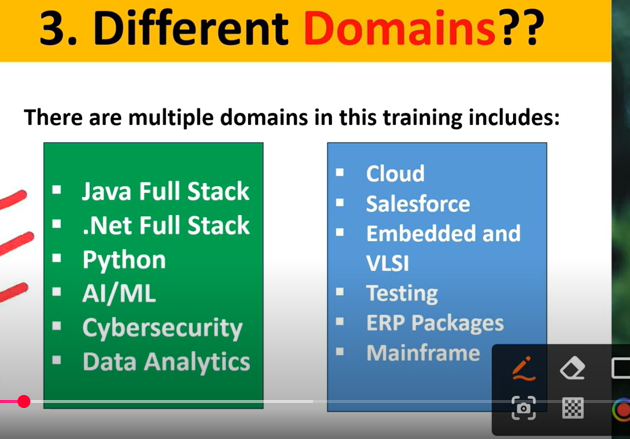 3. Different Domains??
There are multiple domains in this training includes:
Java Full Stack
.Net Full Stack
Python
AI/ML
Cybersecurity
Data Analytics
Cloud
Salesforce
Embedded and
VLSI
Testing
ERP Packages
Mainframe